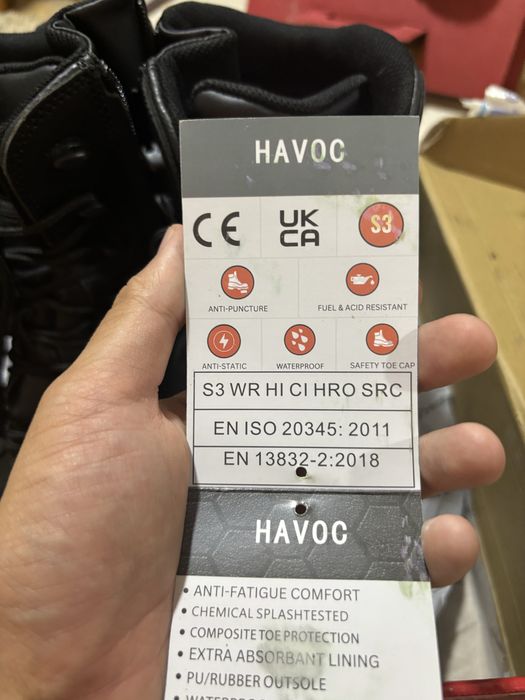 HAVOC
CE UK CA S3
ANTI-PUNCTURE FUEL & ACID RESISTANT
ANTI-STATIC WATERPROOF SAFETY TOE CAP
S3 WR HI CI HRO SRC
EN ISO 20345: 2011
EN 13832-2:2018
HAVOC
• ANTI-FATIGUE COMFORT
• CHEMICAL SPLASHTESTED
• COMPOSITE TOE PROTECTION
• EXTRA ABSORBANT LINING
• PU/RUBBER OUTSOLE